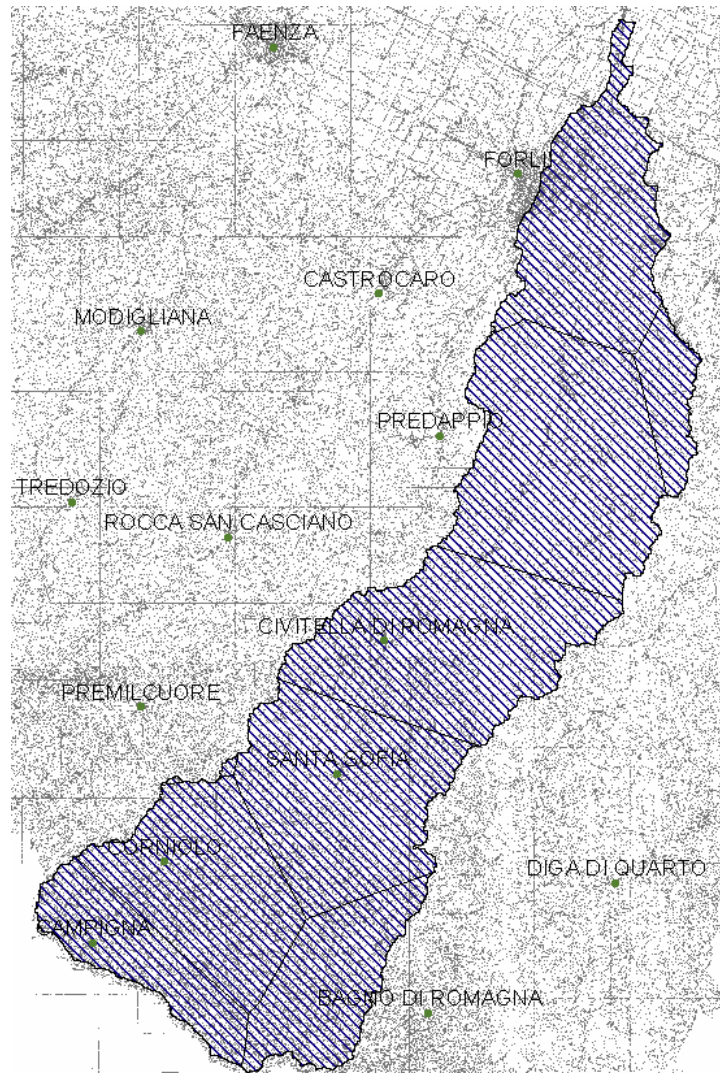 FAENZA
FORLI
CASTROCARO
MODIGLIANA
PREDAPPIO
TREDOZIO
ROCCA SAN CASCIANO
CIVITELLA DI ROMAGNA
PREMILCUORE
SANTA SOFIA
CORNIOLO
DIGA DI QUARTO
CAMPIGNA
BAGNO DI ROMAGNA